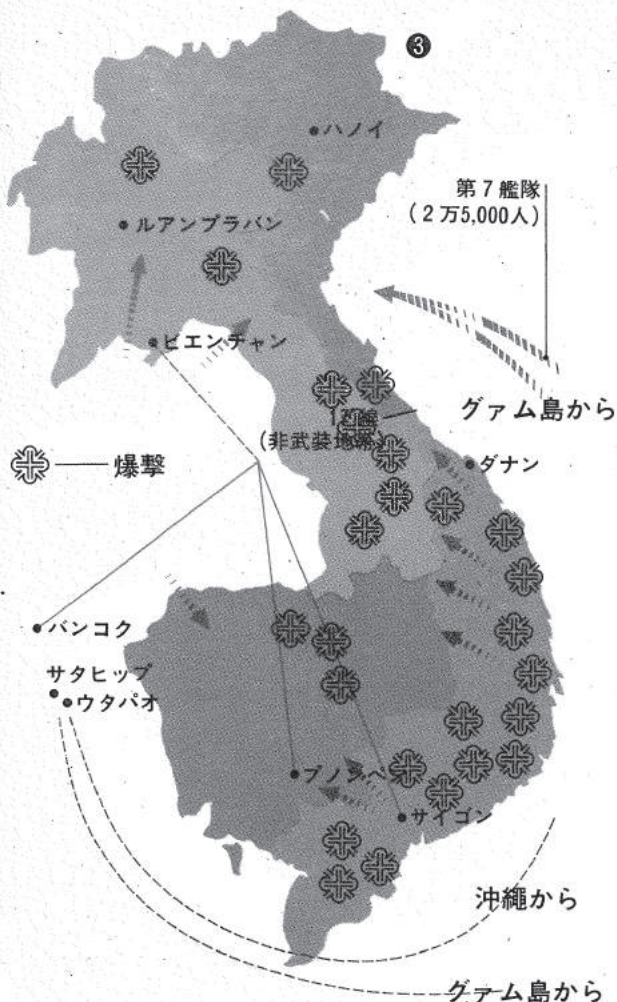 ❸
ハノイ
第7艦隊
(2万5,000人)
ルアンプラバン
ビエンチャン
グァム島から
(非武装地帯)
爆撃
ダナン
バンコク
サタヒップ
ウタパオ
プノンペン
サイゴン
沖繩から
グァム島から